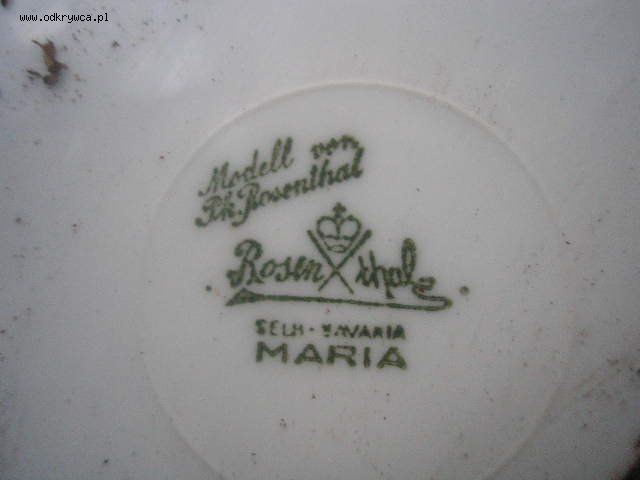 www.odkrywca.pl
Modell von
Ph. Rosenthal
Rosenthal
SELB-BAVARIA
MARIA